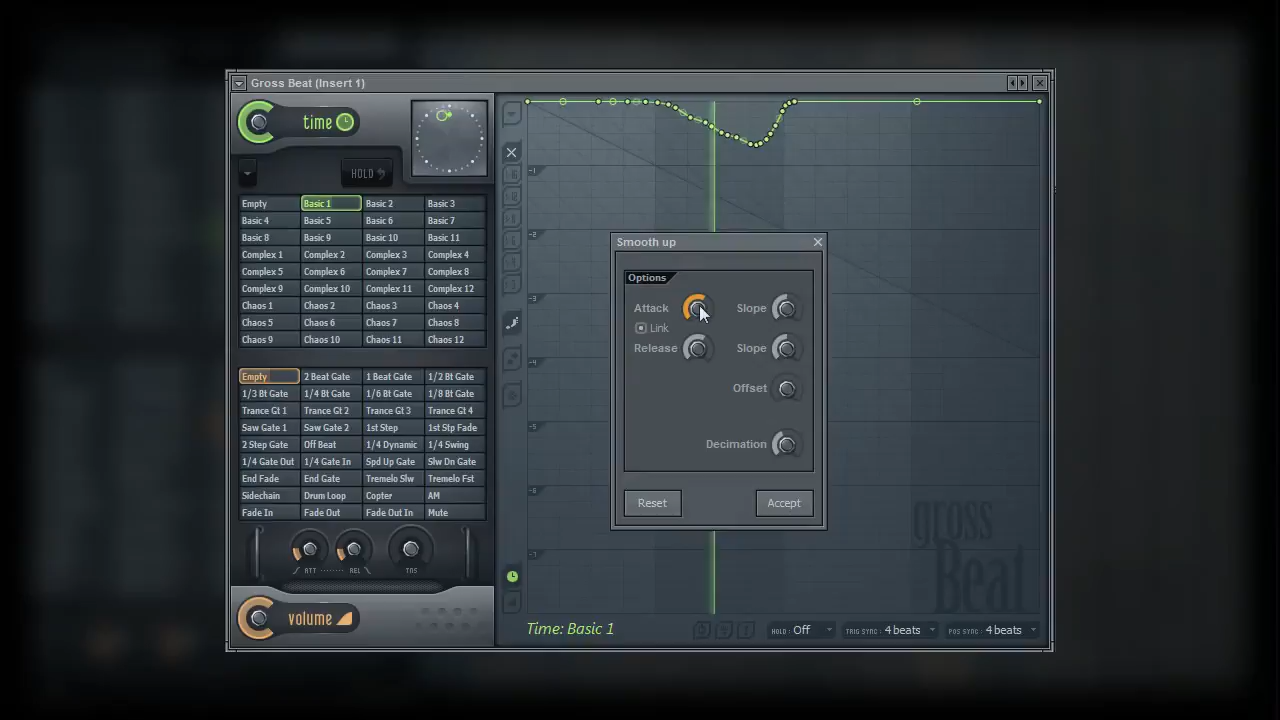 Gross Beat (Insert 1)
time
HOLD
Empty Basic 1 Basic 2 Basic 3
Basic 4 Basic 5 Basic 6 Basic 7
Basic 8 Basic 9 Basic 10 Basic 11
Complex 1 Complex 2 Complex 3 Complex 4
Complex 5 Complex 6 Complex 7 Complex 8
Complex 9 Complex 10 Complex 11 Complex 12
Chaos 1 Chaos 2 Chaos 3 Chaos 4
Chaos 5 Chaos 6 Chaos 7 Chaos 8
Chaos 9 Chaos 10 Chaos 11 Chaos 12
Empty 2 Beat Gate 1 Beat Gate 1/2 Bt Gate
1/3 Bt Gate 1/4 Bt Gate 1/6 Bt Gate 1/8 Bt Gate
Trance Gt 1 Trance Gt 2 Trance Gt 3 Trance Gt 4
Saw Gate 1 Saw Gate 2 1st Step 1st Stp Fade
2 Step Gate Off Beat 1/4 Dynamic 1/4 Swing
1/4 Gate Out 1/4 Gate In Spd Up Gate Slw Dn Gate
End Fade End Gate Tremelo Slw Tremelo Fst
Sidechain Drum Loop Copter AM
Fade In Fade Out Fade Out In Mute
ATT REL TNS
volume
-1
-2
-3
-4
-5
-6
-7
Smooth up
Options
Attack Slope
Link
Release Slope
Offset
Decimation
Reset Accept
gross
Beat
Time: Basic 1
HOLD: Off TRIG SYNC: 4 beats POS SYNC: 4 beats